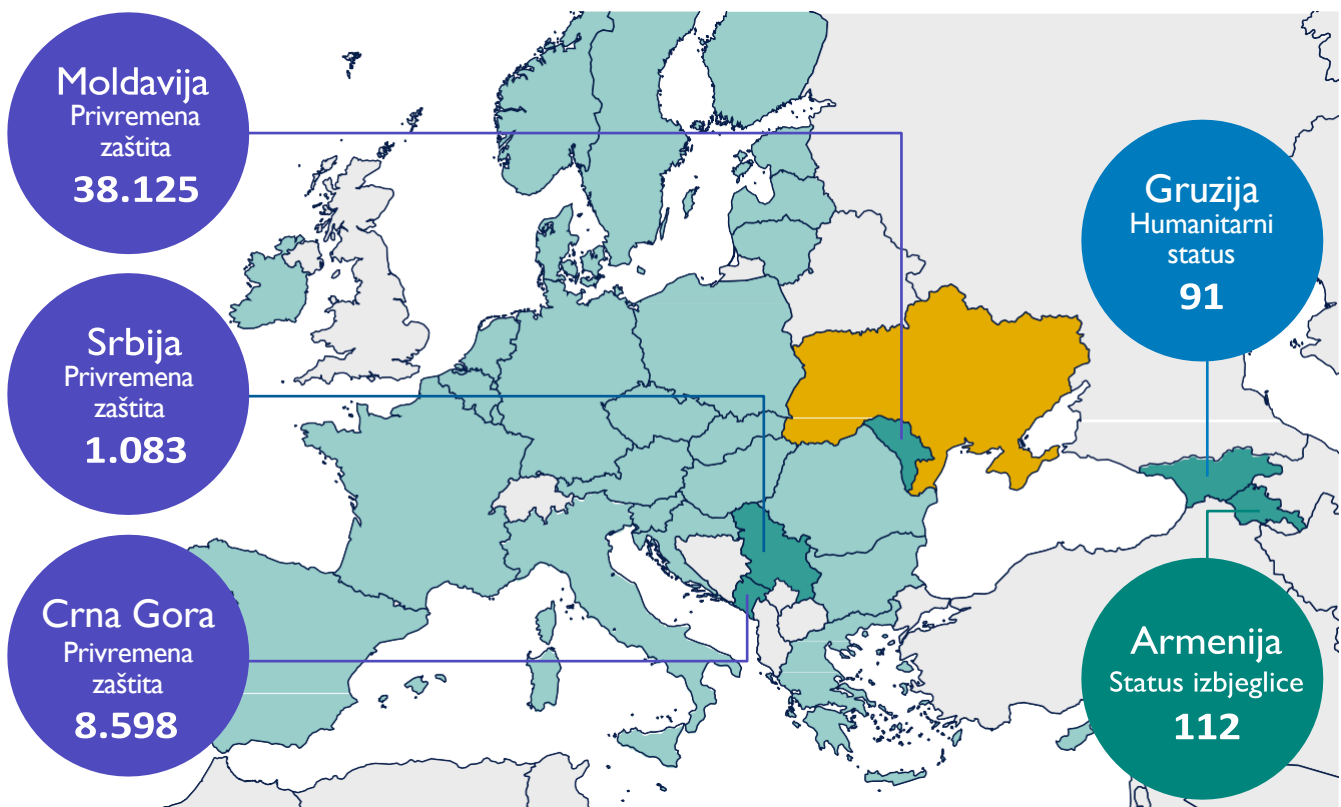 Moldavija
Privremena
zaštita
38.125
Srbija
Privremena
zaštita
1.083
Crna Gora
Privremena
zaštita
8.598
Gruzija
Humanitarni
status
91
Armenija
Status izbjeglice
112